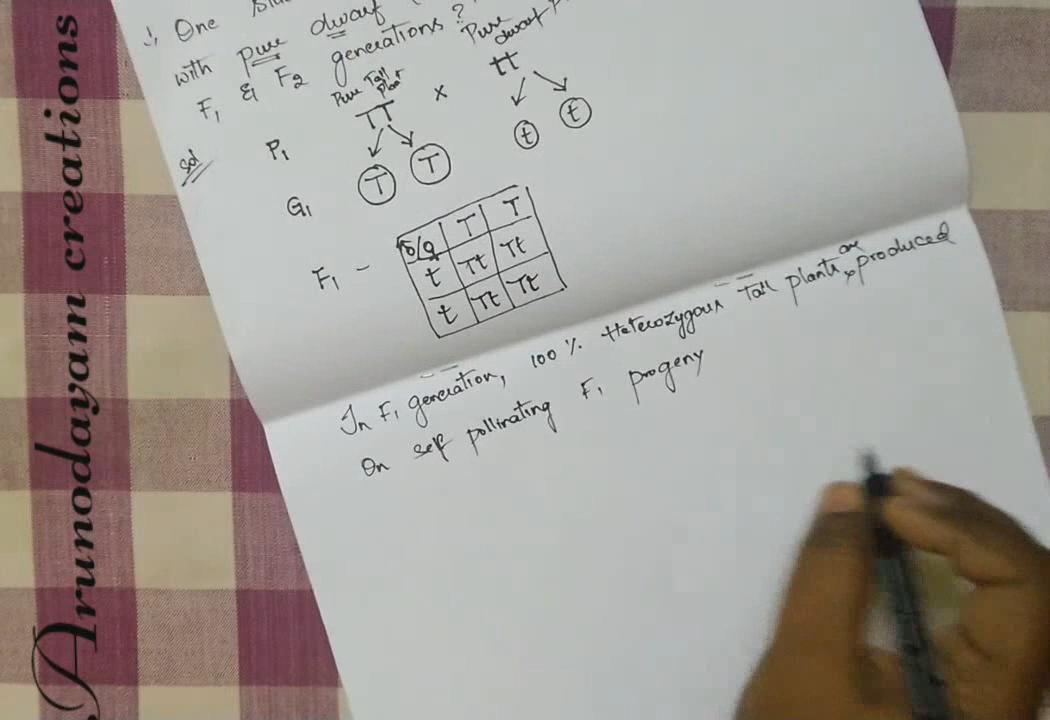 Arunodayam creations
1. One
with pure dwarf
F1 & F2 generations?
Pure Tall Plant
Pure dwarf
Sol
P1 TT × tt
G1 T T t t
F1 - ♂/♀ T T
t Tt Tt
t Tt Tt
In F1 generation, 100% Heterozygous Tall plants are produced
On self pollinating F1 progeny